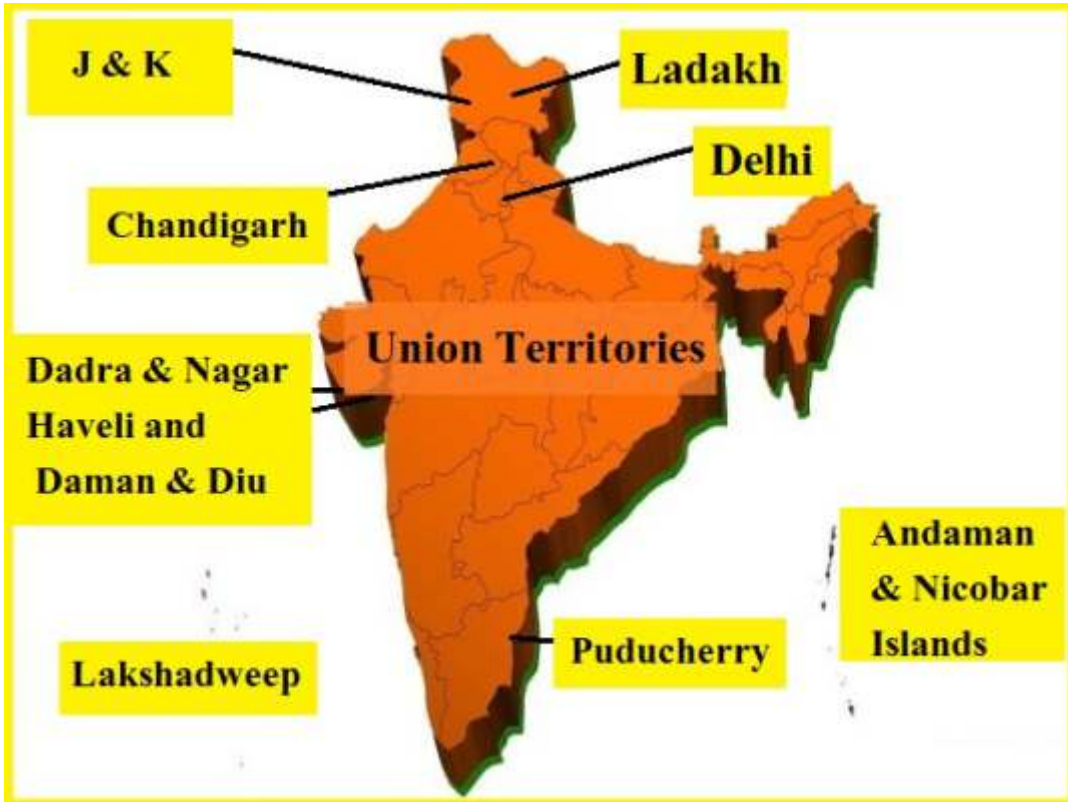 J & K
Ladakh
Delhi
Chandigarh
Union Territories
Dadra & Nagar
Haveli and
Daman & Diu
Andaman
& Nicobar
Islands
Puducherry
Lakshadweep